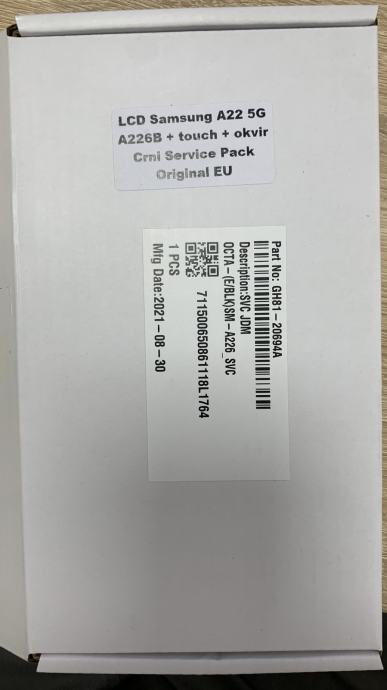 LCD Samsung A22 5G
A226B + touch + okvir
Crni Service Pack
Original EU
Part No: GH81-20694A
Description:SVC JDM
OCTA-(E/BLK)SM-A226_SVC
711500650861118L1764
1 PCS
Mfg Date:2021-08-30